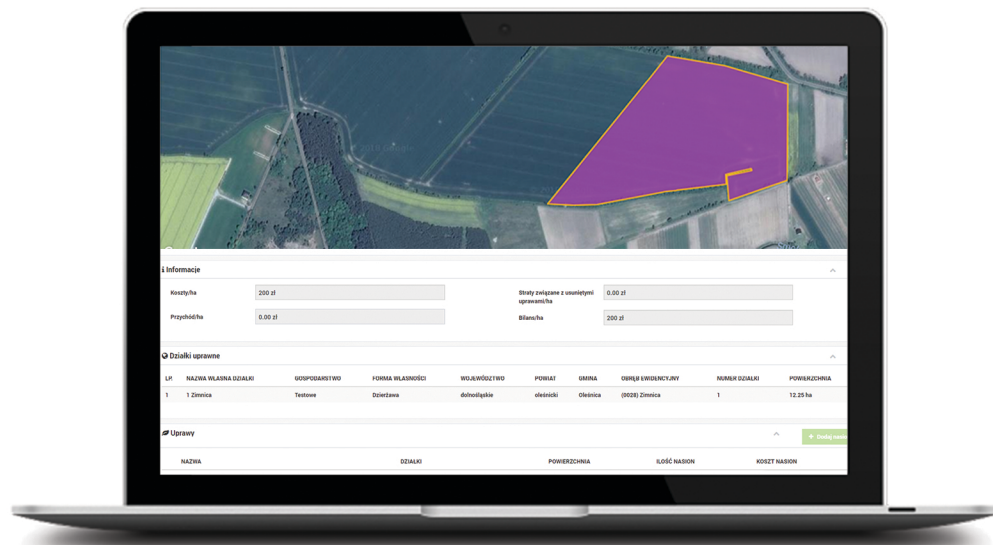 Informacje
Koszty/ha 200 zł Straty związane z usuniętymi uprawami/ha 0.00 zł
Przychód/ha 0.00 zł Bilans/ha 200 zł
Działki uprawne
LP. NAZWA WŁASNA DZIAŁKI GOSPODARSTWO FORMA WŁASNOŚCI WOJEWÓDZTWO POWIAT GMINA OBRĘB EWIDENCYJNY NUMER DZIAŁKI POWIERZCHNIA
1 1 Zimnica Testowe Dzierżawa dolnośląskie oleśnicki Oleśnica (0028) Zimnica 1 12.25 ha
Uprawy
+ Dodaj
NAZWA DZIAŁKI POWIERZCHNIA ILOŚĆ NASION KOSZT NASION